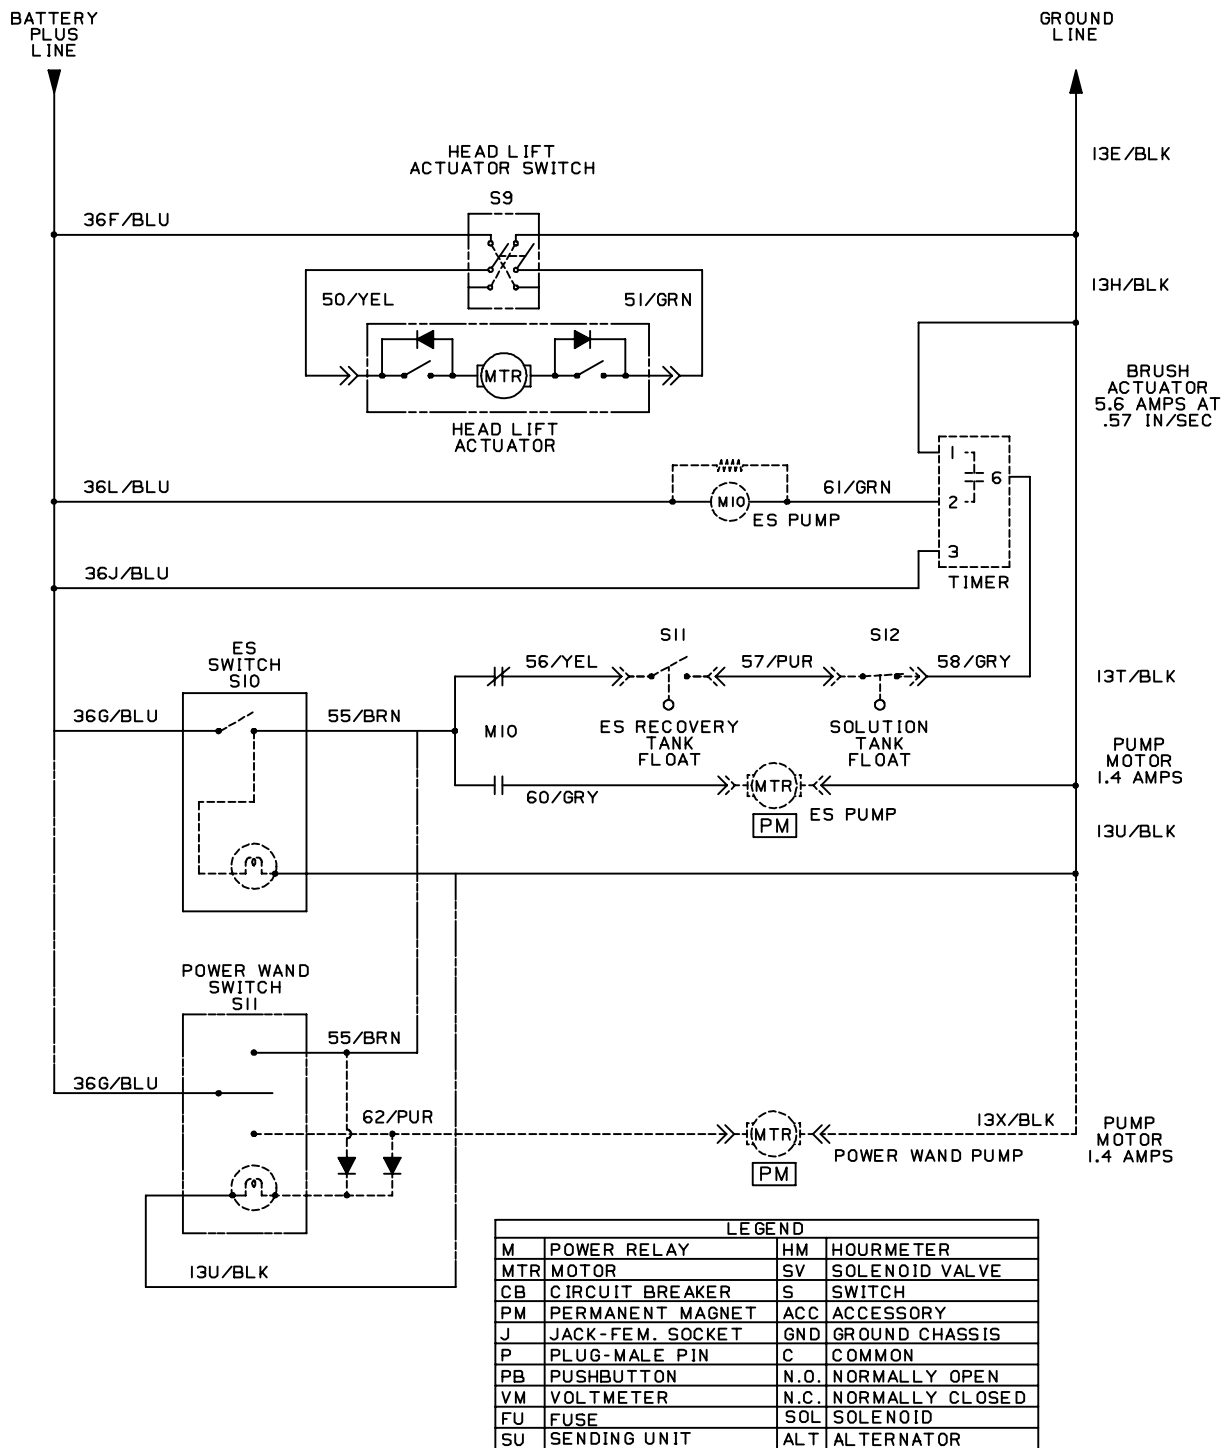 BATTERY
PLUS
LINE
GROUND
LINE
13E/BLK
HEAD LIFT
ACTUATOR SWITCH
S9
36F/BLU
13H/BLK
50/YEL
51/GRN
MTR
HEAD LIFT
ACTUATOR
BRUSH
ACTUATOR
5.6 AMPS AT
.57 IN/SEC
1
6
2
3
TIMER
36L/BLU
M10
61/GRN
ES PUMP
36J/BLU
ES
SWITCH
S10
S11
S12
56/YEL
57/PUR
58/GRY
13T/BLK
36G/BLU
55/BRN
M10
ES RECOVERY
TANK
FLOAT
SOLUTION
TANK
FLOAT
PUMP
MOTOR
1.4 AMPS
60/GRY
MTR
PM
ES PUMP
13U/BLK
POWER WAND
SWITCH
S11
55/BRN
36G/BLU
62/PUR
MTR
PM
13X/BLK
POWER WAND PUMP
PUMP
MOTOR
1.4 AMPS
13U/BLK
LEGEND
M POWER RELAY HM HOURMETER
MTR MOTOR SV SOLENOID VALVE
CB CIRCUIT BREAKER S SWITCH
PM PERMANENT MAGNET ACC ACCESSORY
J JACK-FEM. SOCKET GND GROUND CHASSIS
P PLUG-MALE PIN C COMMON
PB PUSHBUTTON N.O. NORMALLY OPEN
VM VOLTMETER N.C. NORMALLY CLOSED
FU FUSE SOL SOLENOID
SU SENDING UNIT ALT ALTERNATOR